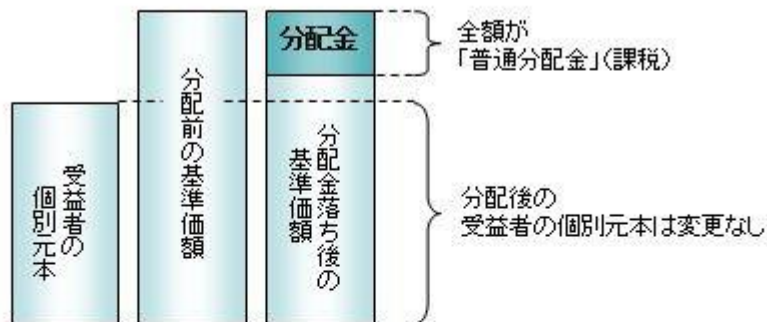 受益者の
個別元本
分配前の基準価額
分配金
分配金落ち後の
基準価額
全額が
「普通分配金」(課税)
分配後の
受益者の個別元本は変更なし